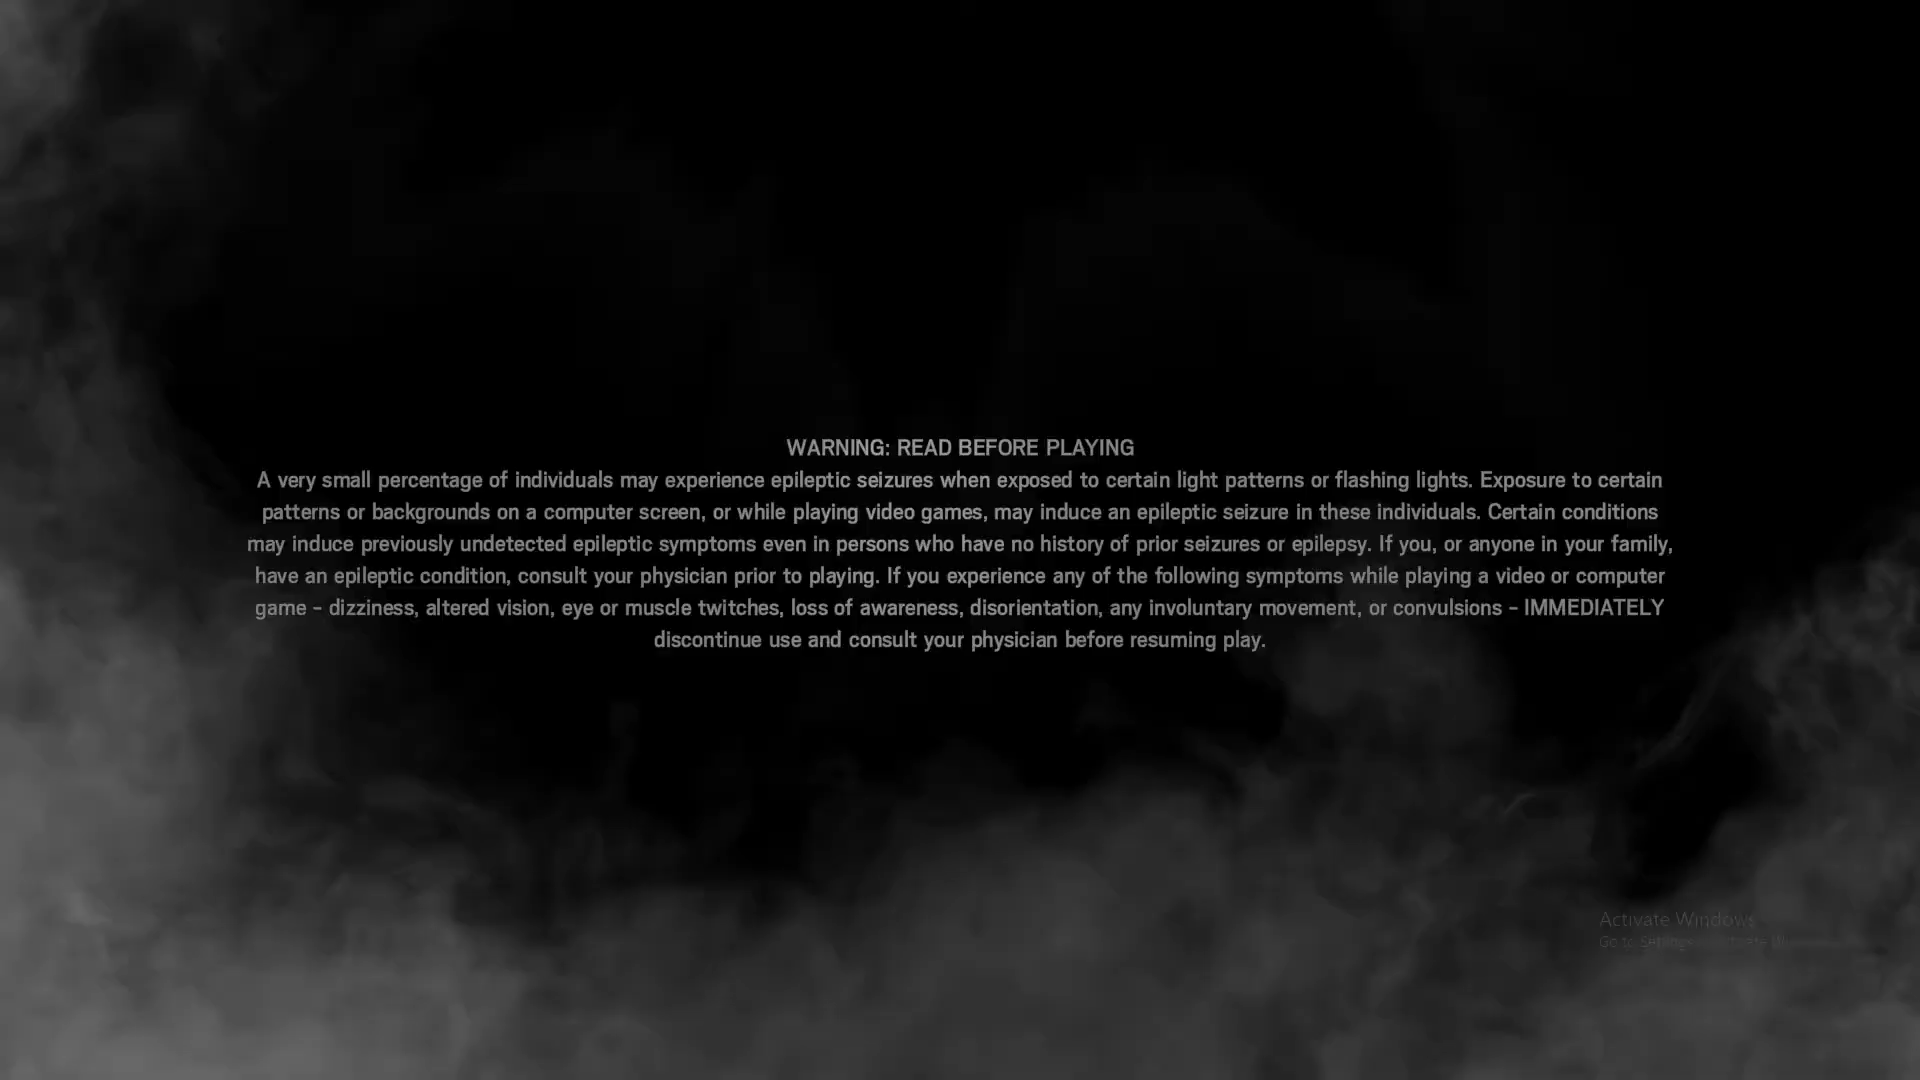 WARNING: READ BEFORE PLAYING
A very small percentage of individuals may experience epileptic seizures when exposed to certain light patterns or flashing lights. Exposure to certain
patterns or backgrounds on a computer screen, or while playing video games, may induce an epileptic seizure in these individuals. Certain conditions
may induce previously undetected epileptic symptoms even in persons who have no history of prior seizures or epilepsy. If you, or anyone in your family,
have an epileptic condition, consult your physician prior to playing. If you experience any of the following symptoms while playing a video or computer
game - dizziness, altered vision, eye or muscle twitches, loss of awareness, disorientation, any involuntary movement, or convulsions - IMMEDIATELY
discontinue use and consult your physician before resuming play.
Activate Windows
Go to Settings